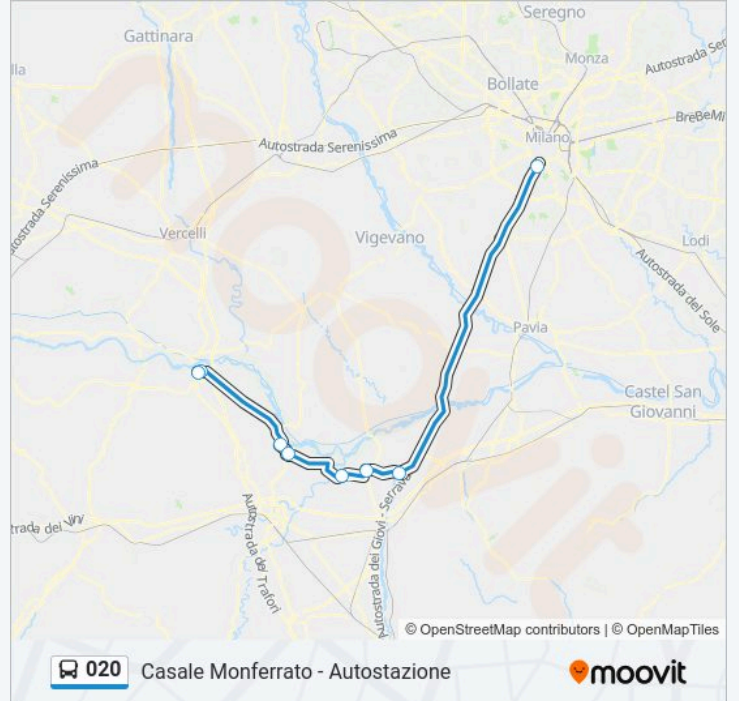 Seregno
Gattinara
Monza
Autostrada Ser
lla
Bollate
BreBeMi
Milano
Autostrada Serenissima
Autostrada Serenissima
Vercelli
Vigevano
Lodi
Autostrada del Sole
Pavia
Castel San
Giovanni
Autostrada dei Giovi - Serrava
Autostrada dei Trafori
trada dei Vini
moovit
© OpenStreetMap contributors | © OpenMapTiles
020 Casale Monferrato - Autostazione
moovit